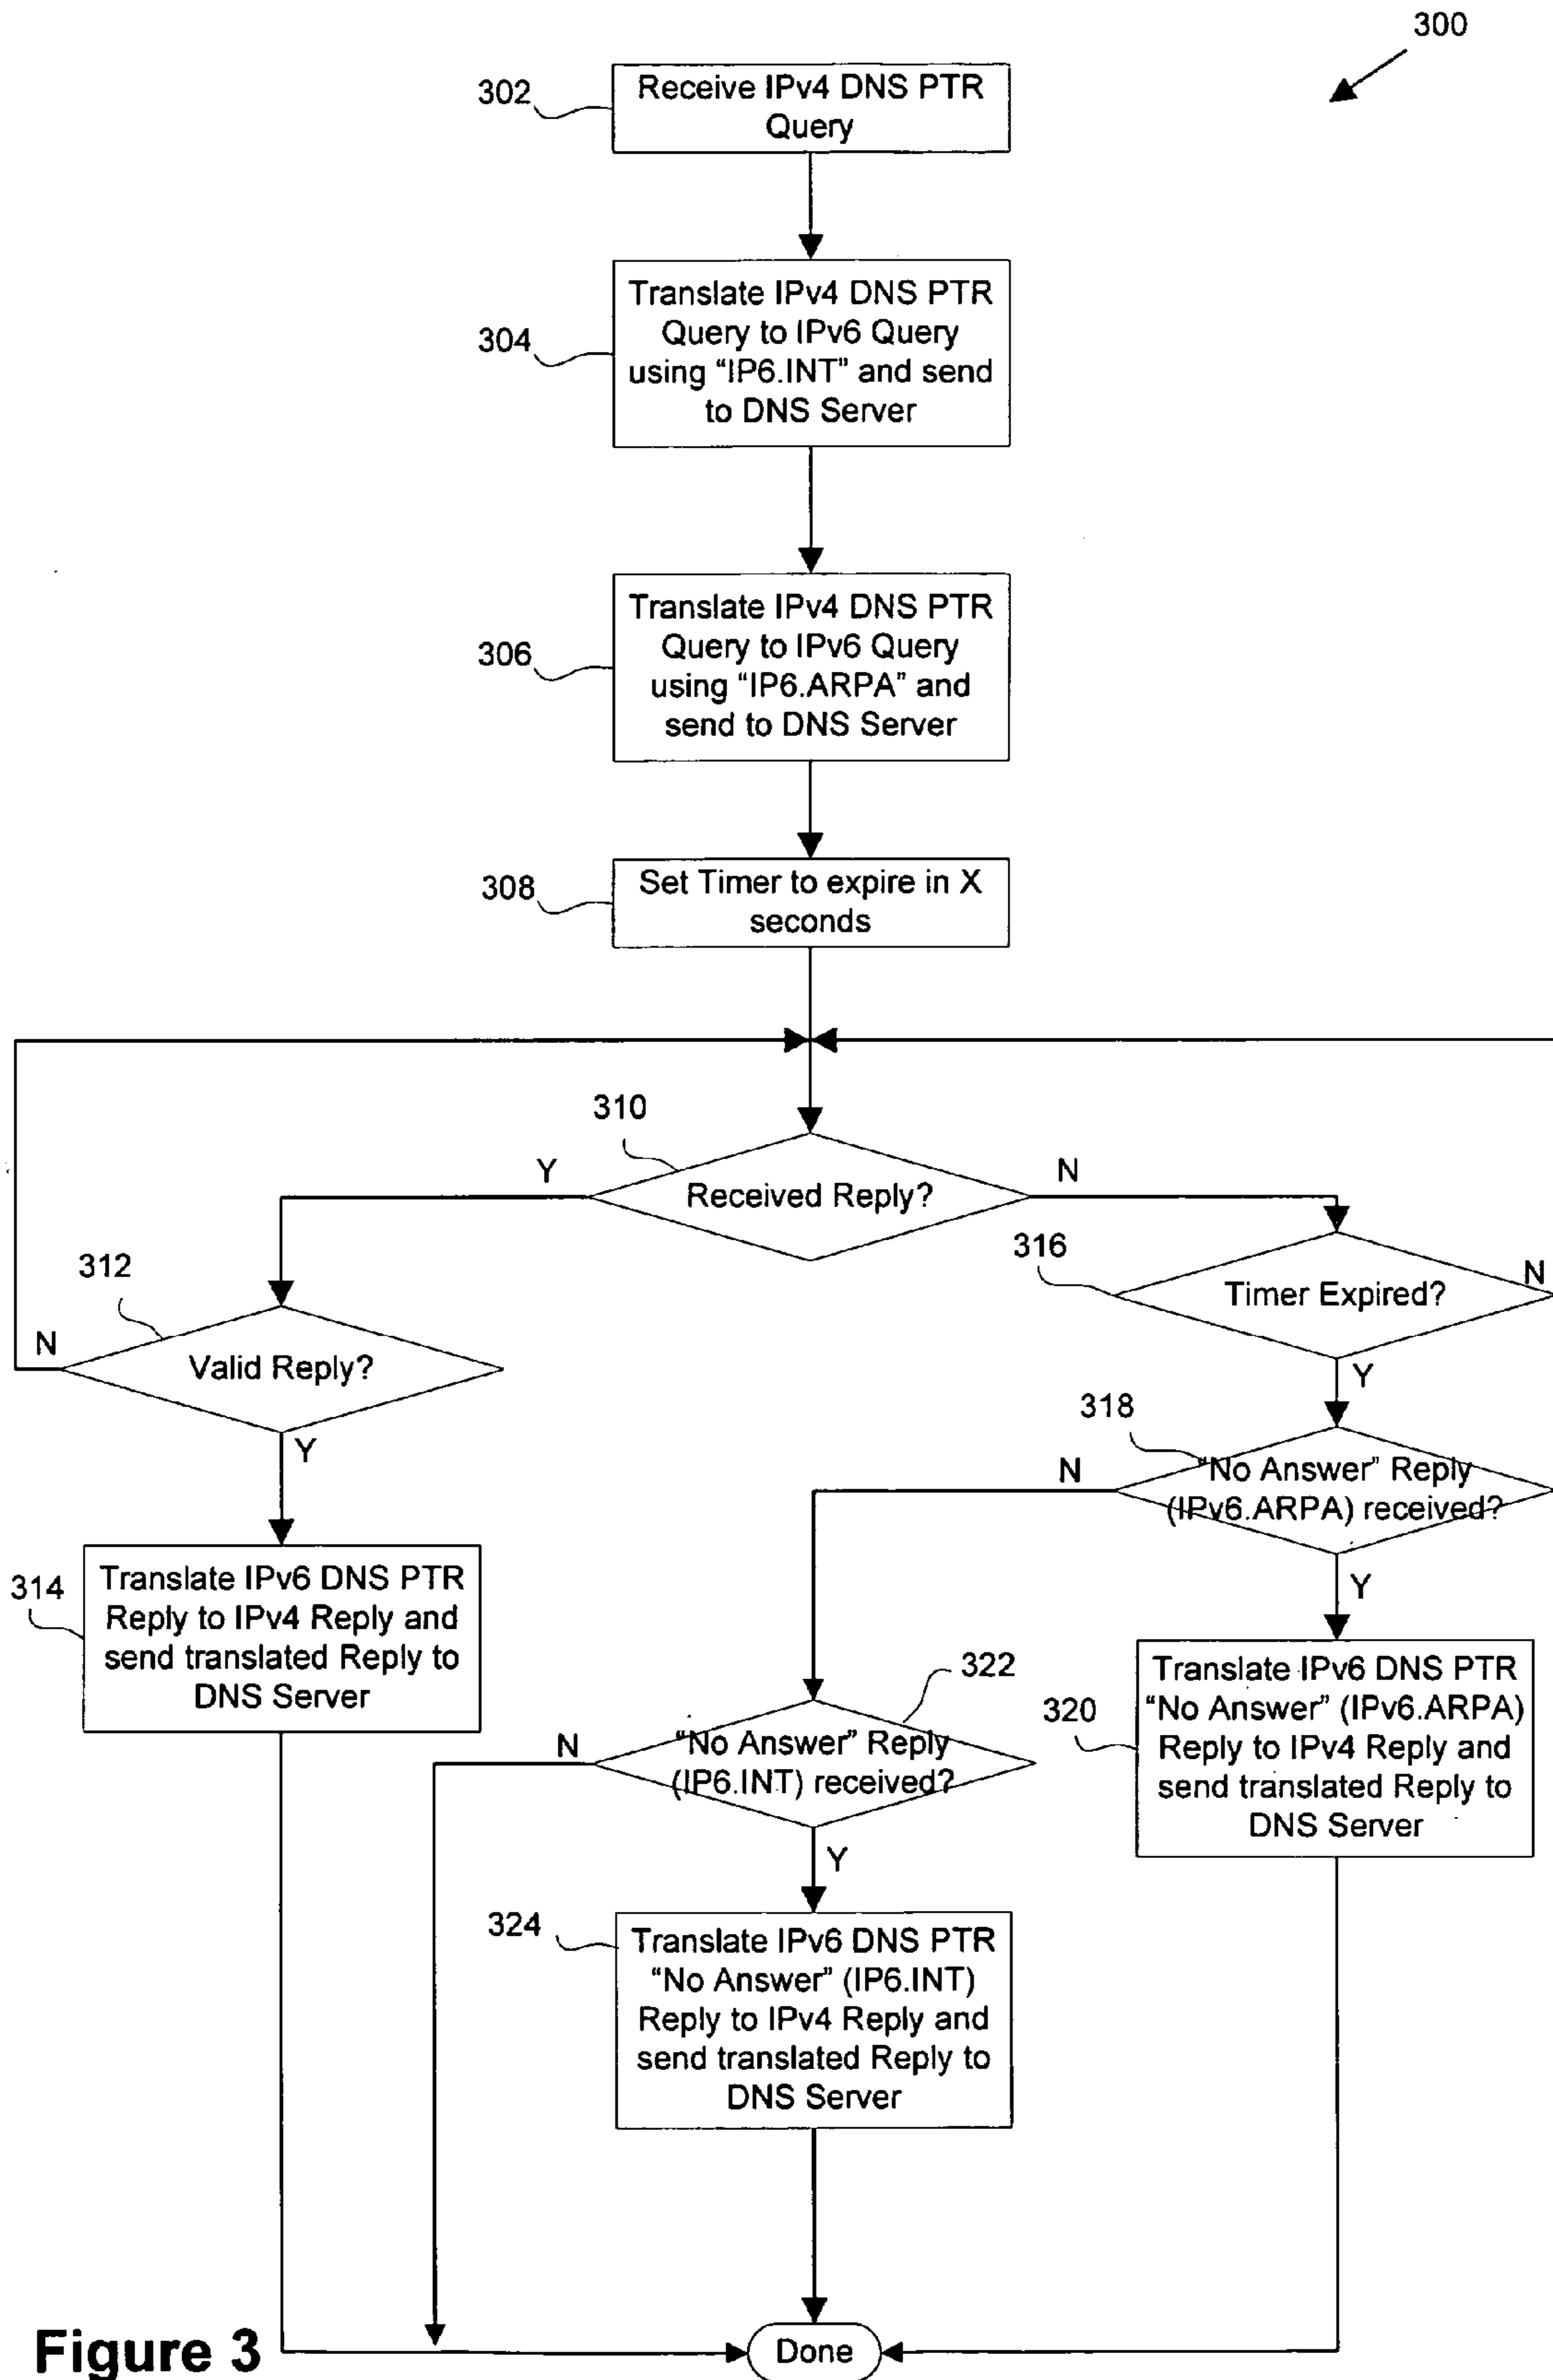 300
302
Receive IPv4 DNS PTR
Query
304
Translate IPv4 DNS PTR
Query to IPv6 Query
using “IP6.INT” and send
to DNS Server
306
Translate IPv4 DNS PTR
Query to IPv6 Query
using “IP6.ARPA” and
send to DNS Server
308
Set Timer to expire in X
seconds
310
Y
Received Reply?
N
312
N
Valid Reply?
Y
316
Timer Expired?
N
Y
314
Translate IPv6 DNS PTR
Reply to IPv4 Reply and
send translated Reply to
DNS Server
318
N
“No Answer” Reply
(IPv6.ARPA) received?
Y
320
Translate IPv6 DNS PTR
“No Answer” (IPv6.ARPA)
Reply to IPv4 Reply and
send translated Reply to
DNS Server
322
N
“No Answer” Reply
(IP6.INT) received?
Y
324
Translate IPv6 DNS PTR
“No Answer” (IP6.INT)
Reply to IPv4 Reply and
send translated Reply to
DNS Server
Done
Figure 3